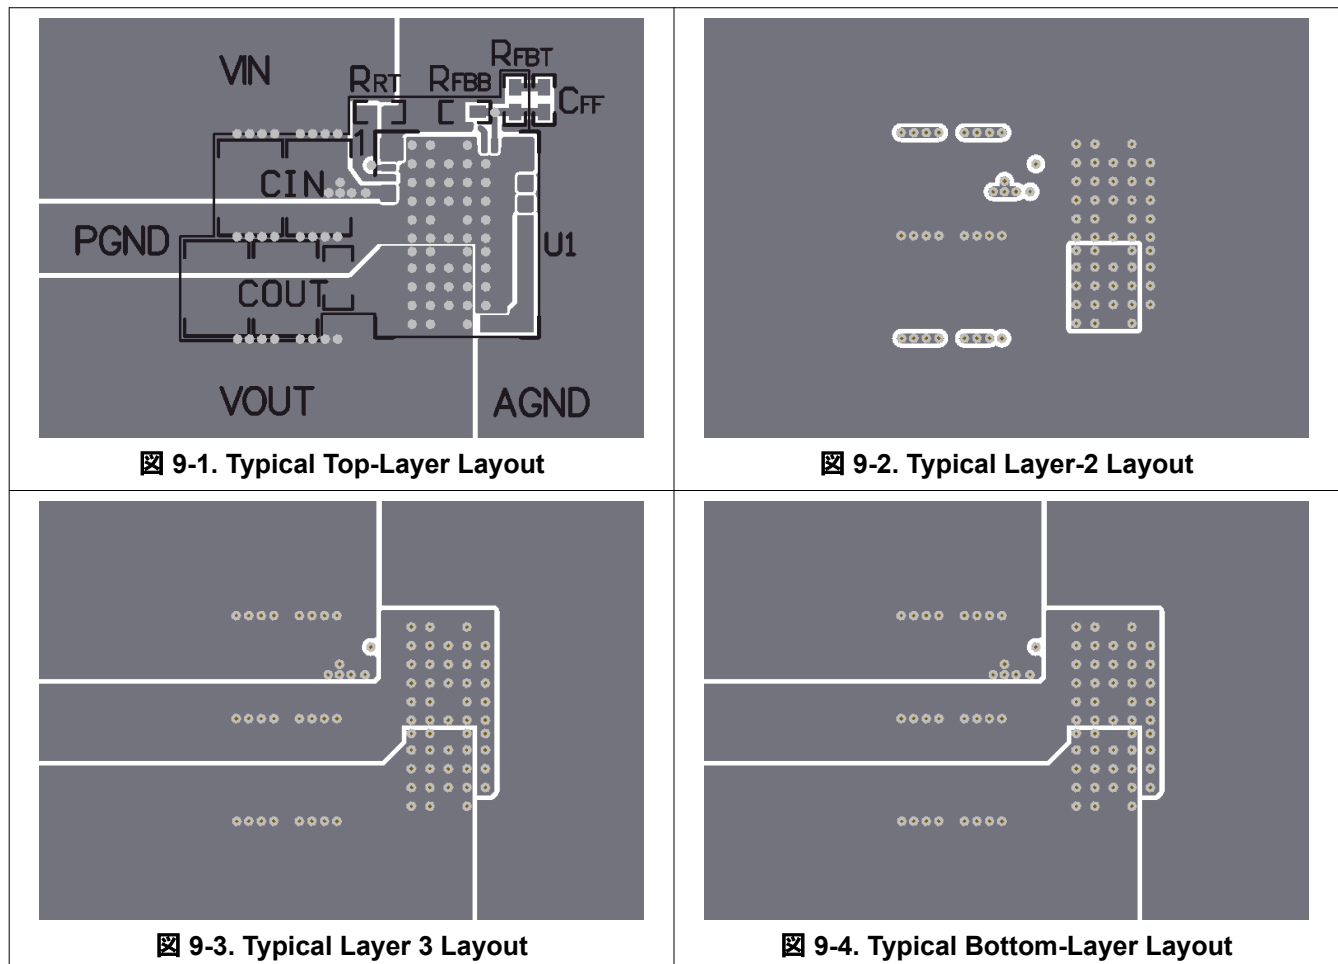 VIN
RFBT
RRT
RFBB
CFF
1
CIN
PGND
U1
COUT
VOUT
AGND
図 9-1. Typical Top-Layer Layout
図 9-2. Typical Layer-2 Layout
図 9-3. Typical Layer 3 Layout
図 9-4. Typical Bottom-Layer Layout